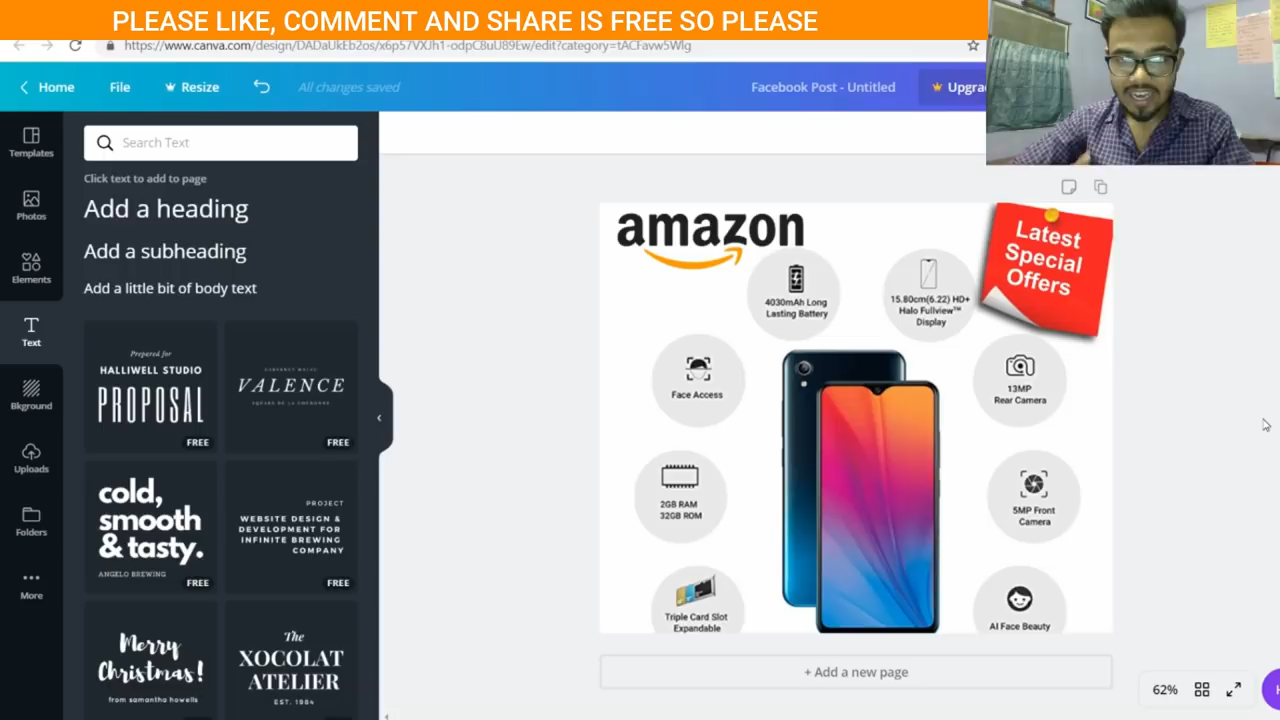 PLEASE LIKE, COMMENT AND SHARE IS FREE SO PLEASE
https://www.canva.com/design/DADaUkEb2os/x6p57VXJh1-odpC8uU89Ew/edit?category=tACFavw5Wlg
Home
File
Resize
All changes saved
Facebook Post - Untitled
Upgra
Templates
Photos
Elements
Text
Bkground
Uploads
Folders
More
Search Text
Click text to add to page
Add a heading
Add a subheading
Add a little bit of body text
Prepared for
HALLIWELL STUDIO
PROPOSAL
FREE
VALENCE
FREE
cold,
smooth
& tasty.
ANGELO BREWING
FREE
PROJECT
WEBSITE DESIGN &
DEVELOPMENT FOR
INFINITE BREWING
COMPANY
FREE
Merry
Christmas!
from samantha howells
The
XOCOLAT
ATELIER
EST. 1984
amazon
Latest
Special
Offers
4030mAh Long
Lasting Battery
15.80cm(6.22) HD+
Halo Fullview™
Display
Face Access
13MP
Rear Camera
2GB RAM
32GB ROM
5MP Front
Camera
Triple Card Slot
Expandable
AI Face Beauty
+ Add a new page
62%